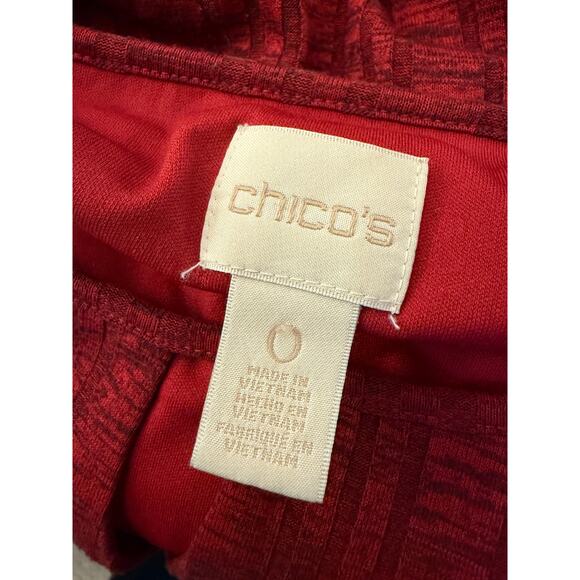 chico's
0
MADE IN
VIETNAM
HECHO EN
VIETNAM
FABRIQUÉ EN
VIETNAM